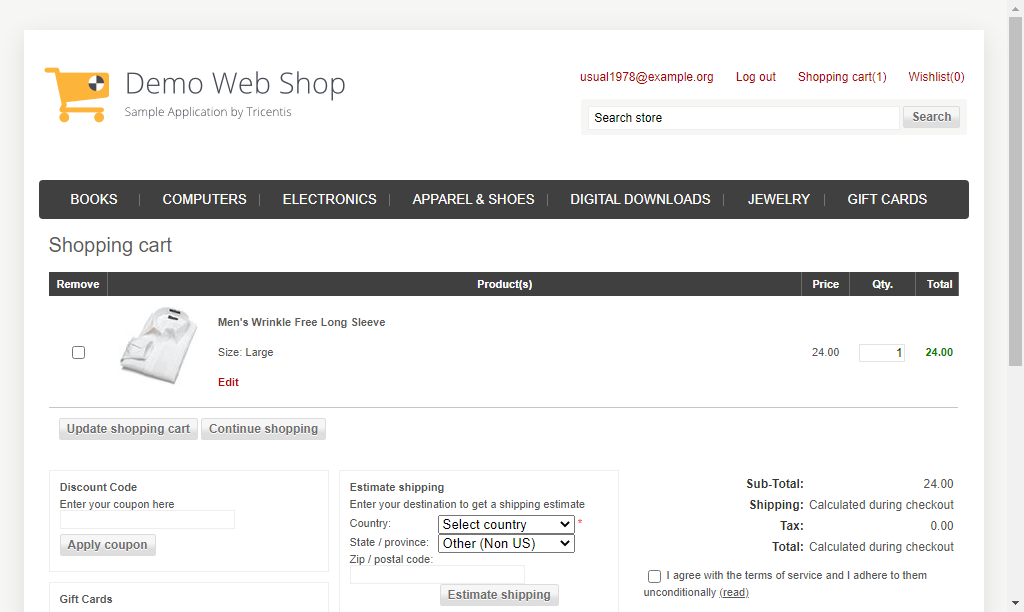 Demo Web Shop
Sample Application by Tricentis
usual1978@example.org Log out Shopping cart(1) Wishlist(0)
Search store Search
BOOKS COMPUTERS ELECTRONICS APPAREL & SHOES DIGITAL DOWNLOADS JEWELRY GIFT CARDS
Shopping cart
Remove Product(s) Price Qty. Total
Men's Wrinkle Free Long Sleeve
Size: Large 24.00 1 24.00
Edit
Update shopping cart Continue shopping
Discount Code
Enter your coupon here
Apply coupon
Gift Cards
Estimate shipping
Enter your destination to get a shipping estimate
Country: Select country *
State / province: Other (Non US)
Zip / postal code:
Estimate shipping
Sub-Total: 24.00
Shipping: Calculated during checkout
Tax: 0.00
Total: Calculated during checkout
I agree with the terms of service and I adhere to them
unconditionally (read)